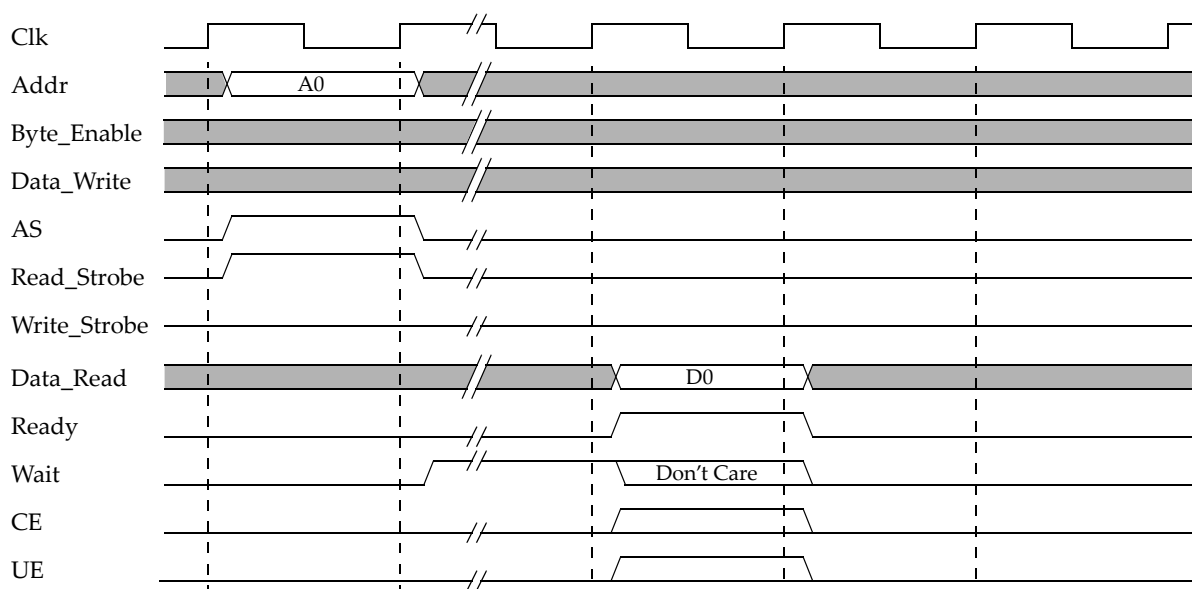 Clk
Addr A0
Byte_Enable
Data_Write
AS
Read_Strobe
Write_Strobe
Data_Read D0
Ready
Wait Don't Care
CE
UE